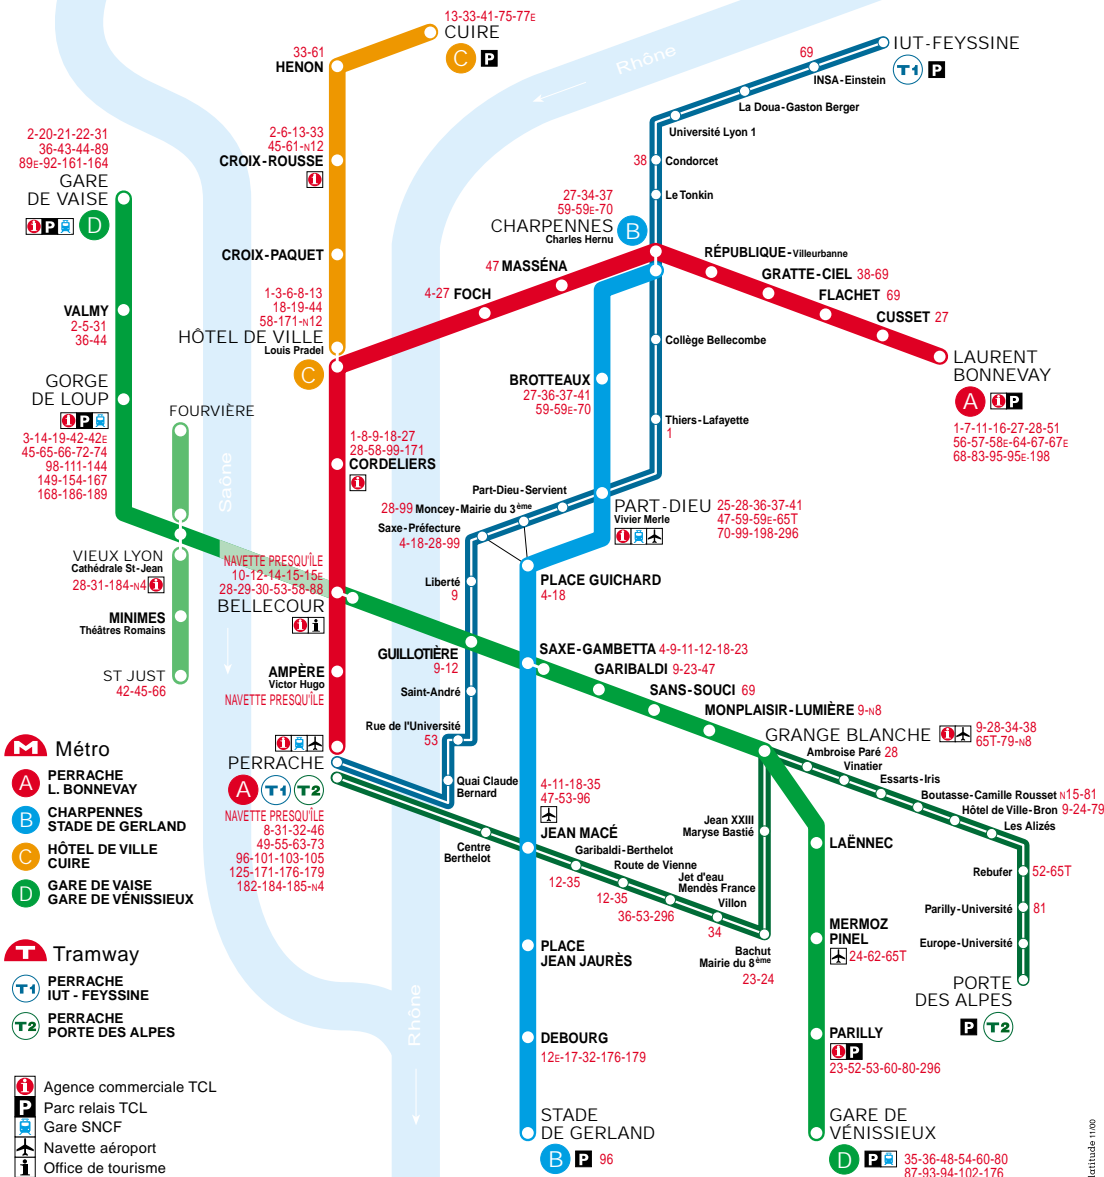 13-33-41-75-77E
CUIRE
C P
33-61
HENON
Rhône
69
IUT-FEYSSINE
T1 P
INSA-Einstein
La Doua-Gaston Berger
Université Lyon 1
2-6-13-33
45-61-N12
CROIX-ROUSSE
38 Condorcet
Le Tonkin
2-20-21-22-31
36-43-44-89
89E-92-161-164
GARE
DE VAISE
P D
27-34-37
59-59E-70
CHARPENNES B
Charles Hernu
CROIX-PAQUET
RÉPUBLIQUE-Villeurbanne
47 MASSÉNA
GRATTE-CIEL 38-69
4-27 FOCH
FLACHET 69
CUSSET 27
VALMY
2-5-31
36-44
1-3-6-8-13
18-19-44
58-171-N12
HÔTEL DE VILLE
Louis Pradel
C
Collège Bellecombe
LAURENT
BONNEVAY
A P
1-7-11-16-27-28-51
56-57-58E-64-67-67E
68-83-95-95E-198
GORGE
DE LOUP
P
3-14-19-42-42E
45-65-66-72-74
98-111-144
149-154-167
168-186-189
BROTTEAUX
27-36-37-41
59-59E-70
FOURVIÈRE
Thiers-Lafayette
1
1-8-9-18-27
28-58-99-171
CORDELIERS
Saône
Part-Dieu-Servient
28-99 Moncey-Mairie du 3ème
Saxe-Préfecture
4-18-28-99
PART-DIEU
Vivier Merle
25-28-36-37-41
47-59-59E-65T
70-99-198-296
VIEUX LYON
Cathédrale St-Jean
28-31-184-N4
NAVETTE PRESQU'ÎLE
10-12-14-15-15E
28-29-30-53-58-88
BELLECOUR
Liberté
9
PLACE GUICHARD
4-18
MINIMES
Théâtres Romains
ST JUST
42-45-66
GUILLOTIÈRE
9-12
SAXE-GAMBETTA 4-9-11-12-18-23
GARIBALDI 9-23-47
SANS-SOUCI 69
MONPLAISIR-LUMIÈRE 9-N8
AMPÈRE
Victor Hugo
NAVETTE PRESQU'ÎLE
Saint-André
Rue de l'Université
53
GRANGE BLANCHE
9-28-34-38
65T-79-N8
Ambroise Paré 28
Vinatier
Essarts-Iris
Boutasse-Camille Rousset N15-81
Hôtel de Ville-Bron 9-24-79
Les Alizés
PERRACHE
A T1 T2
NAVETTE PRESQU'ÎLE
8-31-32-46
49-55-63-73
96-101-103-105
125-171-176-179
182-184-185-N4
Quai Claude
Bernard
Centre
Berthelot
4-11-18-35
47-53-96
JEAN MACÉ
Garibaldi-Berthelot
12-35
Route de Vienne
12-35
Jet d'eau
Mendès France
36-53-296
Villon
34
Jean XXIII
Maryse Bastié
Bachut
Mairie du 8ème
23-24
LAËNNEC
Rebufer 52-65T
Parilly-Université 81
Europe-Université
PORTE
DES ALPES
P T2
MERMOZ
PINEL
24-62-65T
PLACE
JEAN JAURÈS
DEBOURG
12E-17-32-176-179
PARILLY
P
23-52-53-60-80-296
Rhône
STADE
DE GERLAND
B P 96
GARE DE
VÉNISSIEUX
D P
35-36-48-54-60-80
87-93-94-102-176
M Métro
A PERRACHE
L. BONNEVAY
B CHARPENNES
STADE DE GERLAND
C HÔTEL DE VILLE
CUIRE
D GARE DE VAISE
GARE DE VÉNISSIEUX
T Tramway
T1 PERRACHE
IUT - FEYSSINE
T2 PERRACHE
PORTE DES ALPES
i Agence commerciale TCL
P Parc relais TCL
Gare SNCF
Navette aéroport
i Office de tourisme
latitude 11/00